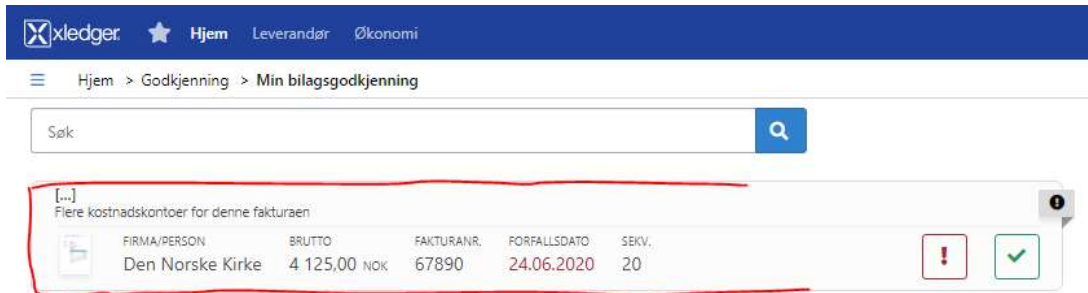 xledger Hjem Leverandør Økonomi
Hjem > Godkjenning > Min bilagsgodkjenning
Søk
[...]
Flere kostnadskontoer for denne fakturaen
FIRMA/PERSON BRUTTO FAKTURANR. FORFALLSDATO SEKV.
Den Norske Kirke 4 125,00 NOK 67890 24.06.2020 20